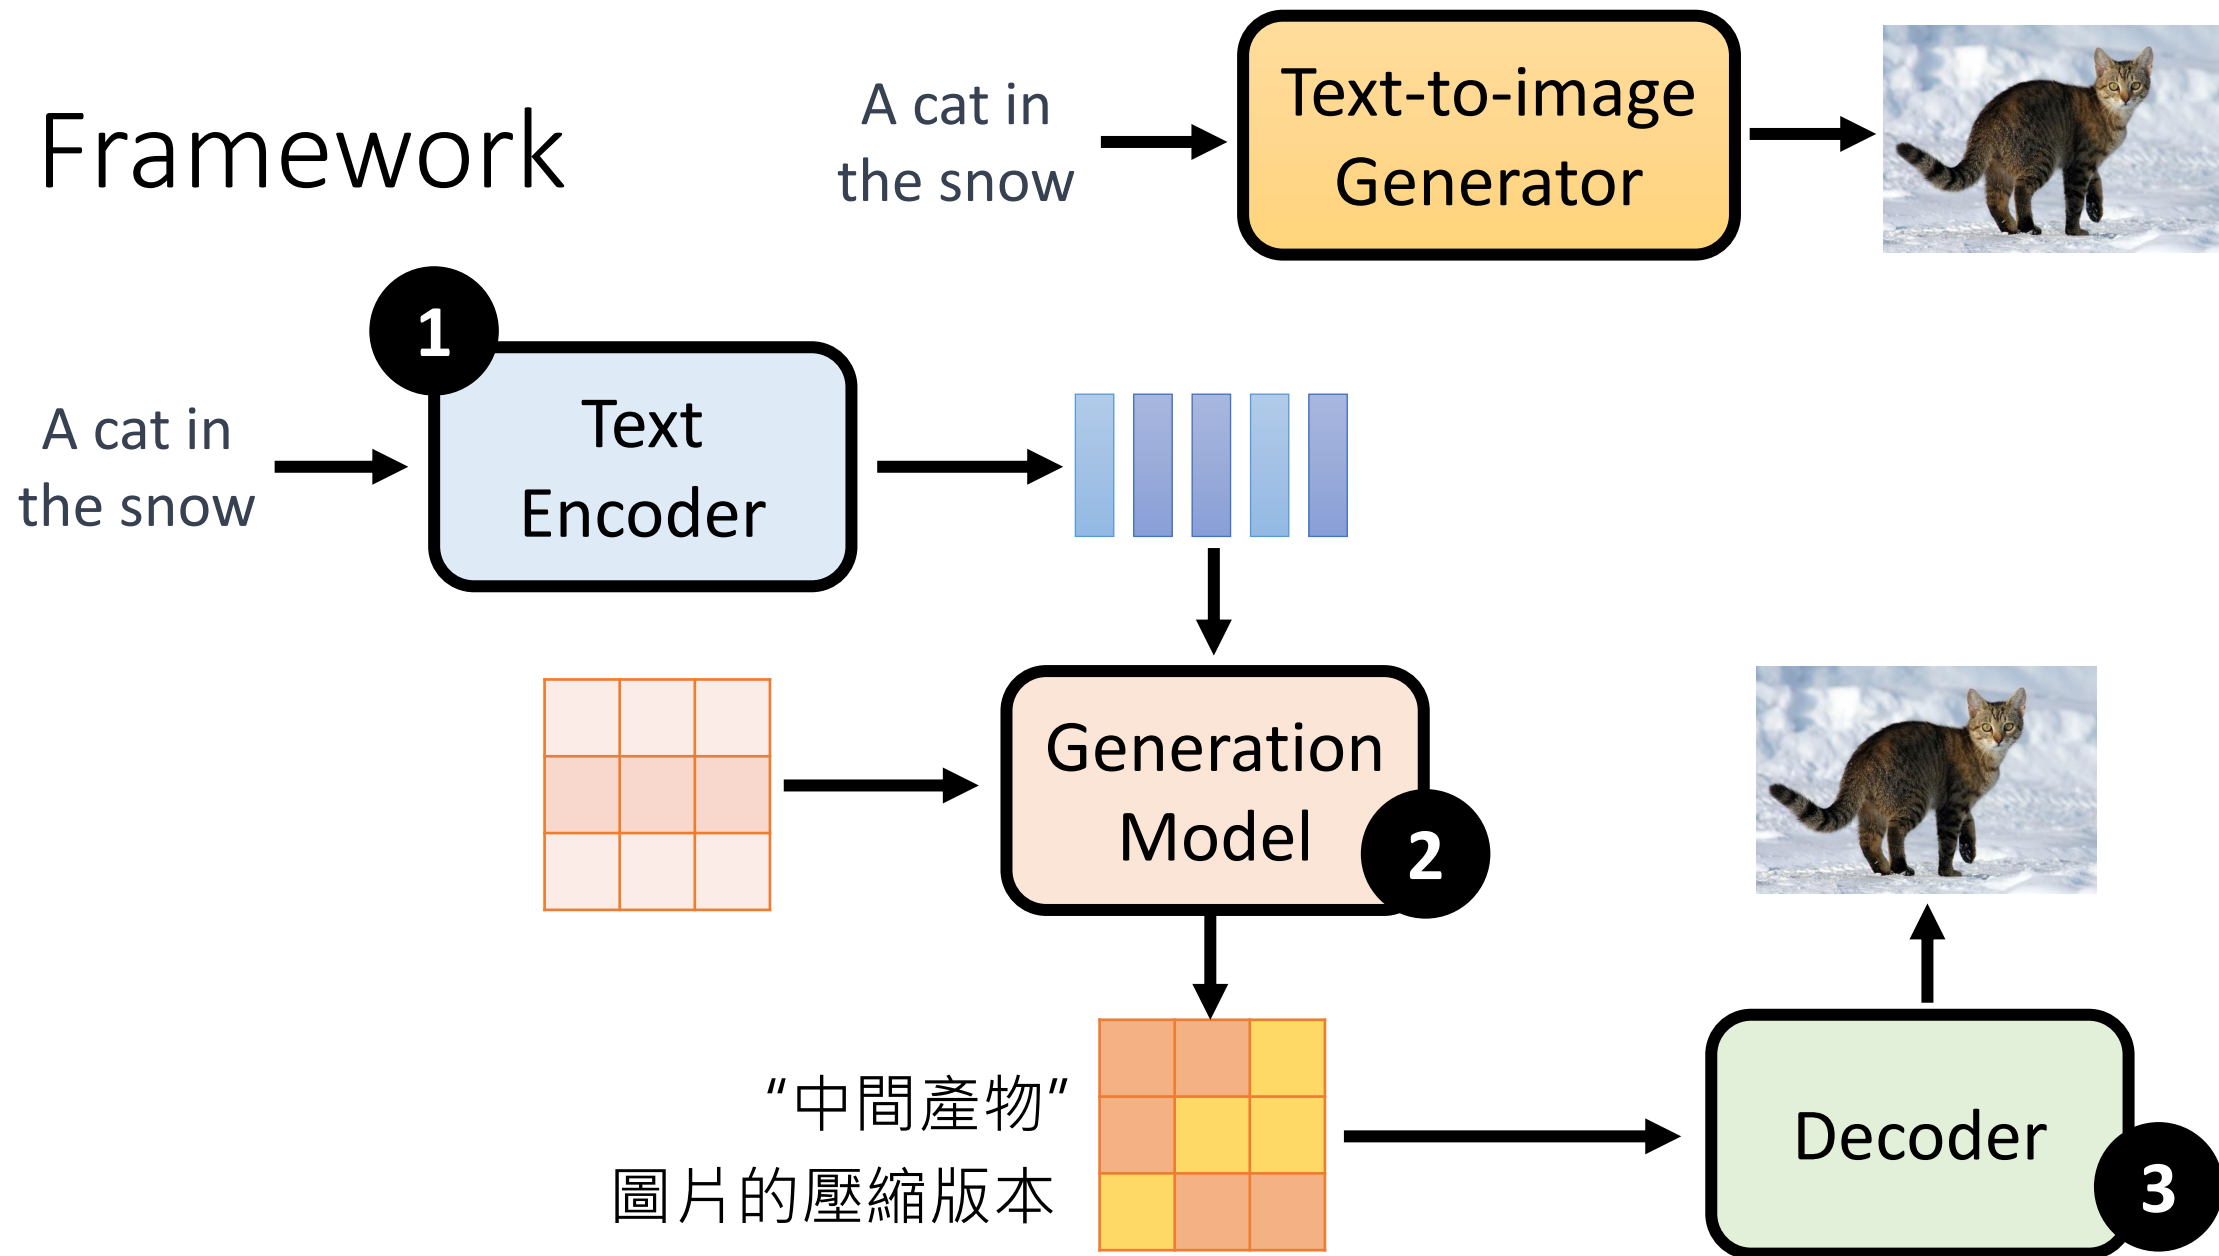 Framework
A cat in
the snow
Text-to-image
Generator
1
A cat in
the snow
Text
Encoder
Generation
Model
2
“中間產物”
圖片的壓縮版本
Decoder
3